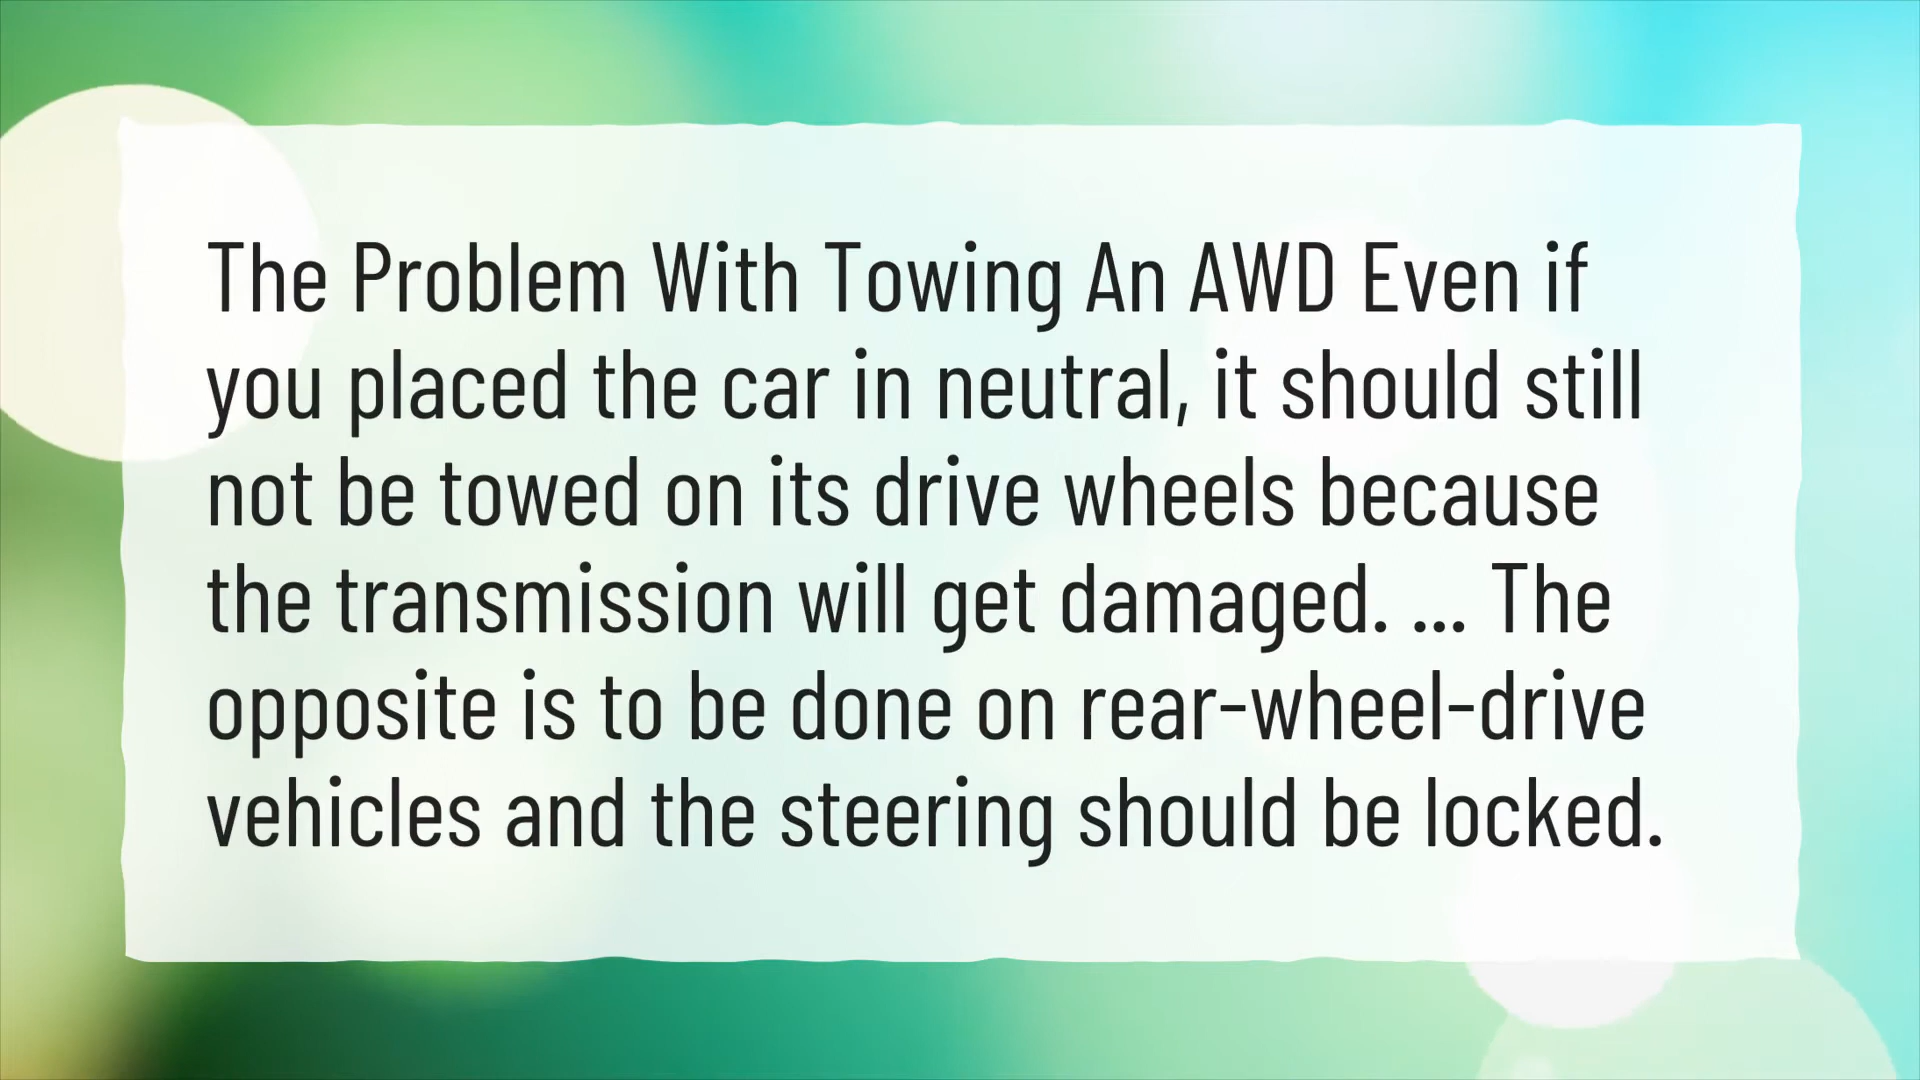 The Problem With Towing An AWD Even if
you placed the car in neutral, it should still
not be towed on its drive wheels because
the transmission will get damaged. ... The
opposite is to be done on rear-wheel-drive
vehicles and the steering should be locked.